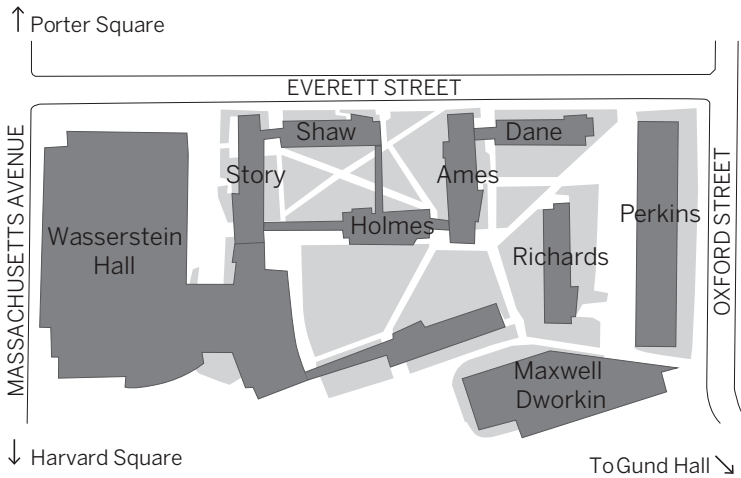 ↑ Porter Square
EVERETT STREET
MASSACHUSETTS AVENUE
Shaw
Dane
Story
Ames
Perkins
OXFORD STREET
Holmes
Wasserstein
Hall
Richards
Maxwell
Dworkin
↓ Harvard Square
To Gund Hall ↘